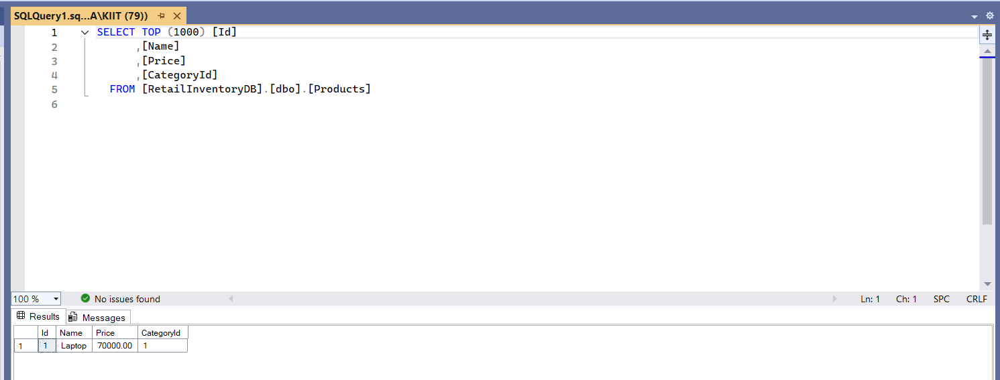 SQLQuery1.sq...A\KIIT (79))
1 SELECT TOP (1000) [Id]
2 ,[Name]
3 ,[Price]
4 ,[CategoryId]
5 FROM [RetailInventoryDB].[dbo].[Products]
6
100 % No issues found Ln: 1 Ch: 1 SPC CRLF
Results Messages
Id Name Price CategoryId
1 1 Laptop 70000.00 1